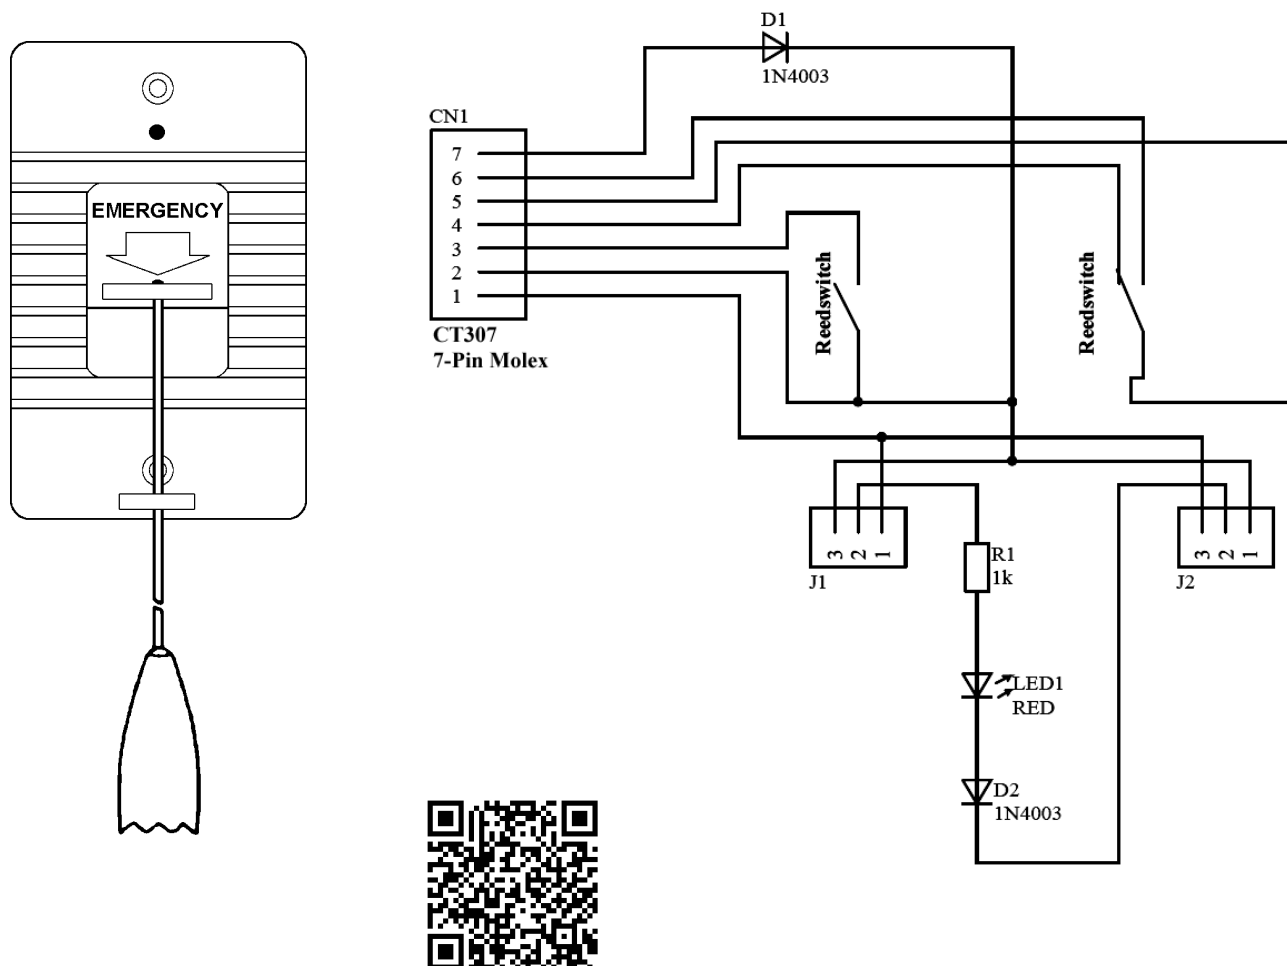 EMERGENCY
D1
1N4003
CN1
7
6
5
4
3
2
1
CT307
7-Pin Molex
Reedswitch
Reedswitch
3 2 1
J1
R1
1k
3 2 1
J2
LED1
RED
D2
1N4003